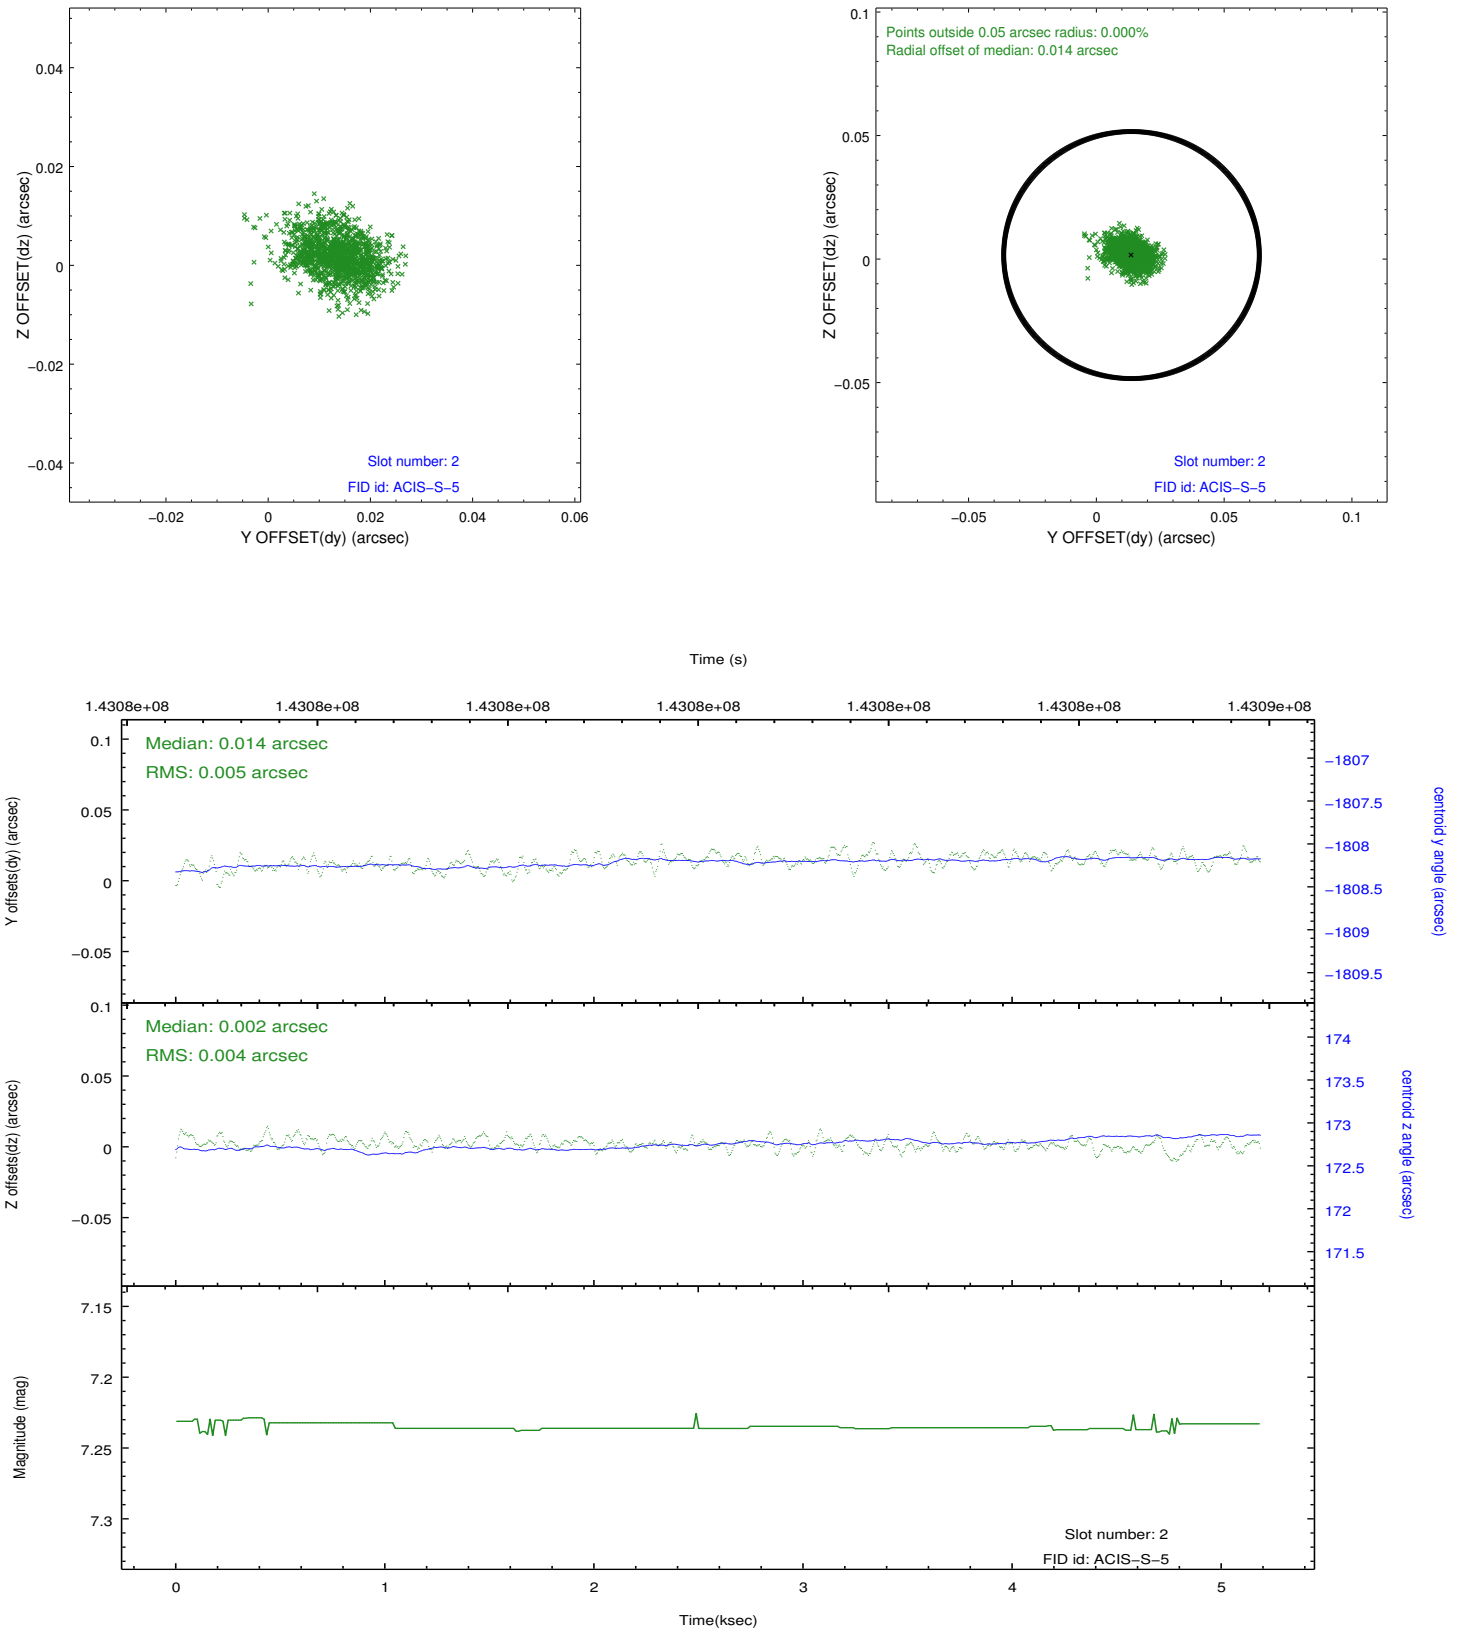 0.04
0.02
0
−0.02
−0.04
Z OFFSET(dz) (arcsec)
Slot number: 2
FID id: ACIS−S−5
−0.02 0 0.02 0.04 0.06
Y OFFSET(dy) (arcsec)
0.1
0.05
0
−0.05
Z OFFSET(dz) (arcsec)
Points outside 0.05 arcsec radius: 0.000%
Radial offset of median: 0.014 arcsec
Slot number: 2
FID id: ACIS−S−5
−0.05 0 0.05 0.1
Y OFFSET(dy) (arcsec)
Time (s)
1.4308e+08 1.4308e+08 1.4308e+08 1.4308e+08 1.4308e+08 1.4308e+08 1.4309e+08
Median: 0.014 arcsec
RMS: 0.005 arcsec
0.1
0.05
0
−0.05
Y offsets(dy) (arcsec)
−1807
−1807.5
−1808
−1808.5
−1809
−1809.5
centroid y angle (arcsec)
Median: 0.002 arcsec
RMS: 0.004 arcsec
0.1
0.05
0
−0.05
Z offsets(dz) (arcsec)
174
173.5
173
172.5
172
171.5
centroid z angle (arcsec)
7.15
7.2
7.25
7.3
Magnitude (mag)
Slot number: 2
FID id: ACIS−S−5
0 1 2 3 4 5
Time(ksec)